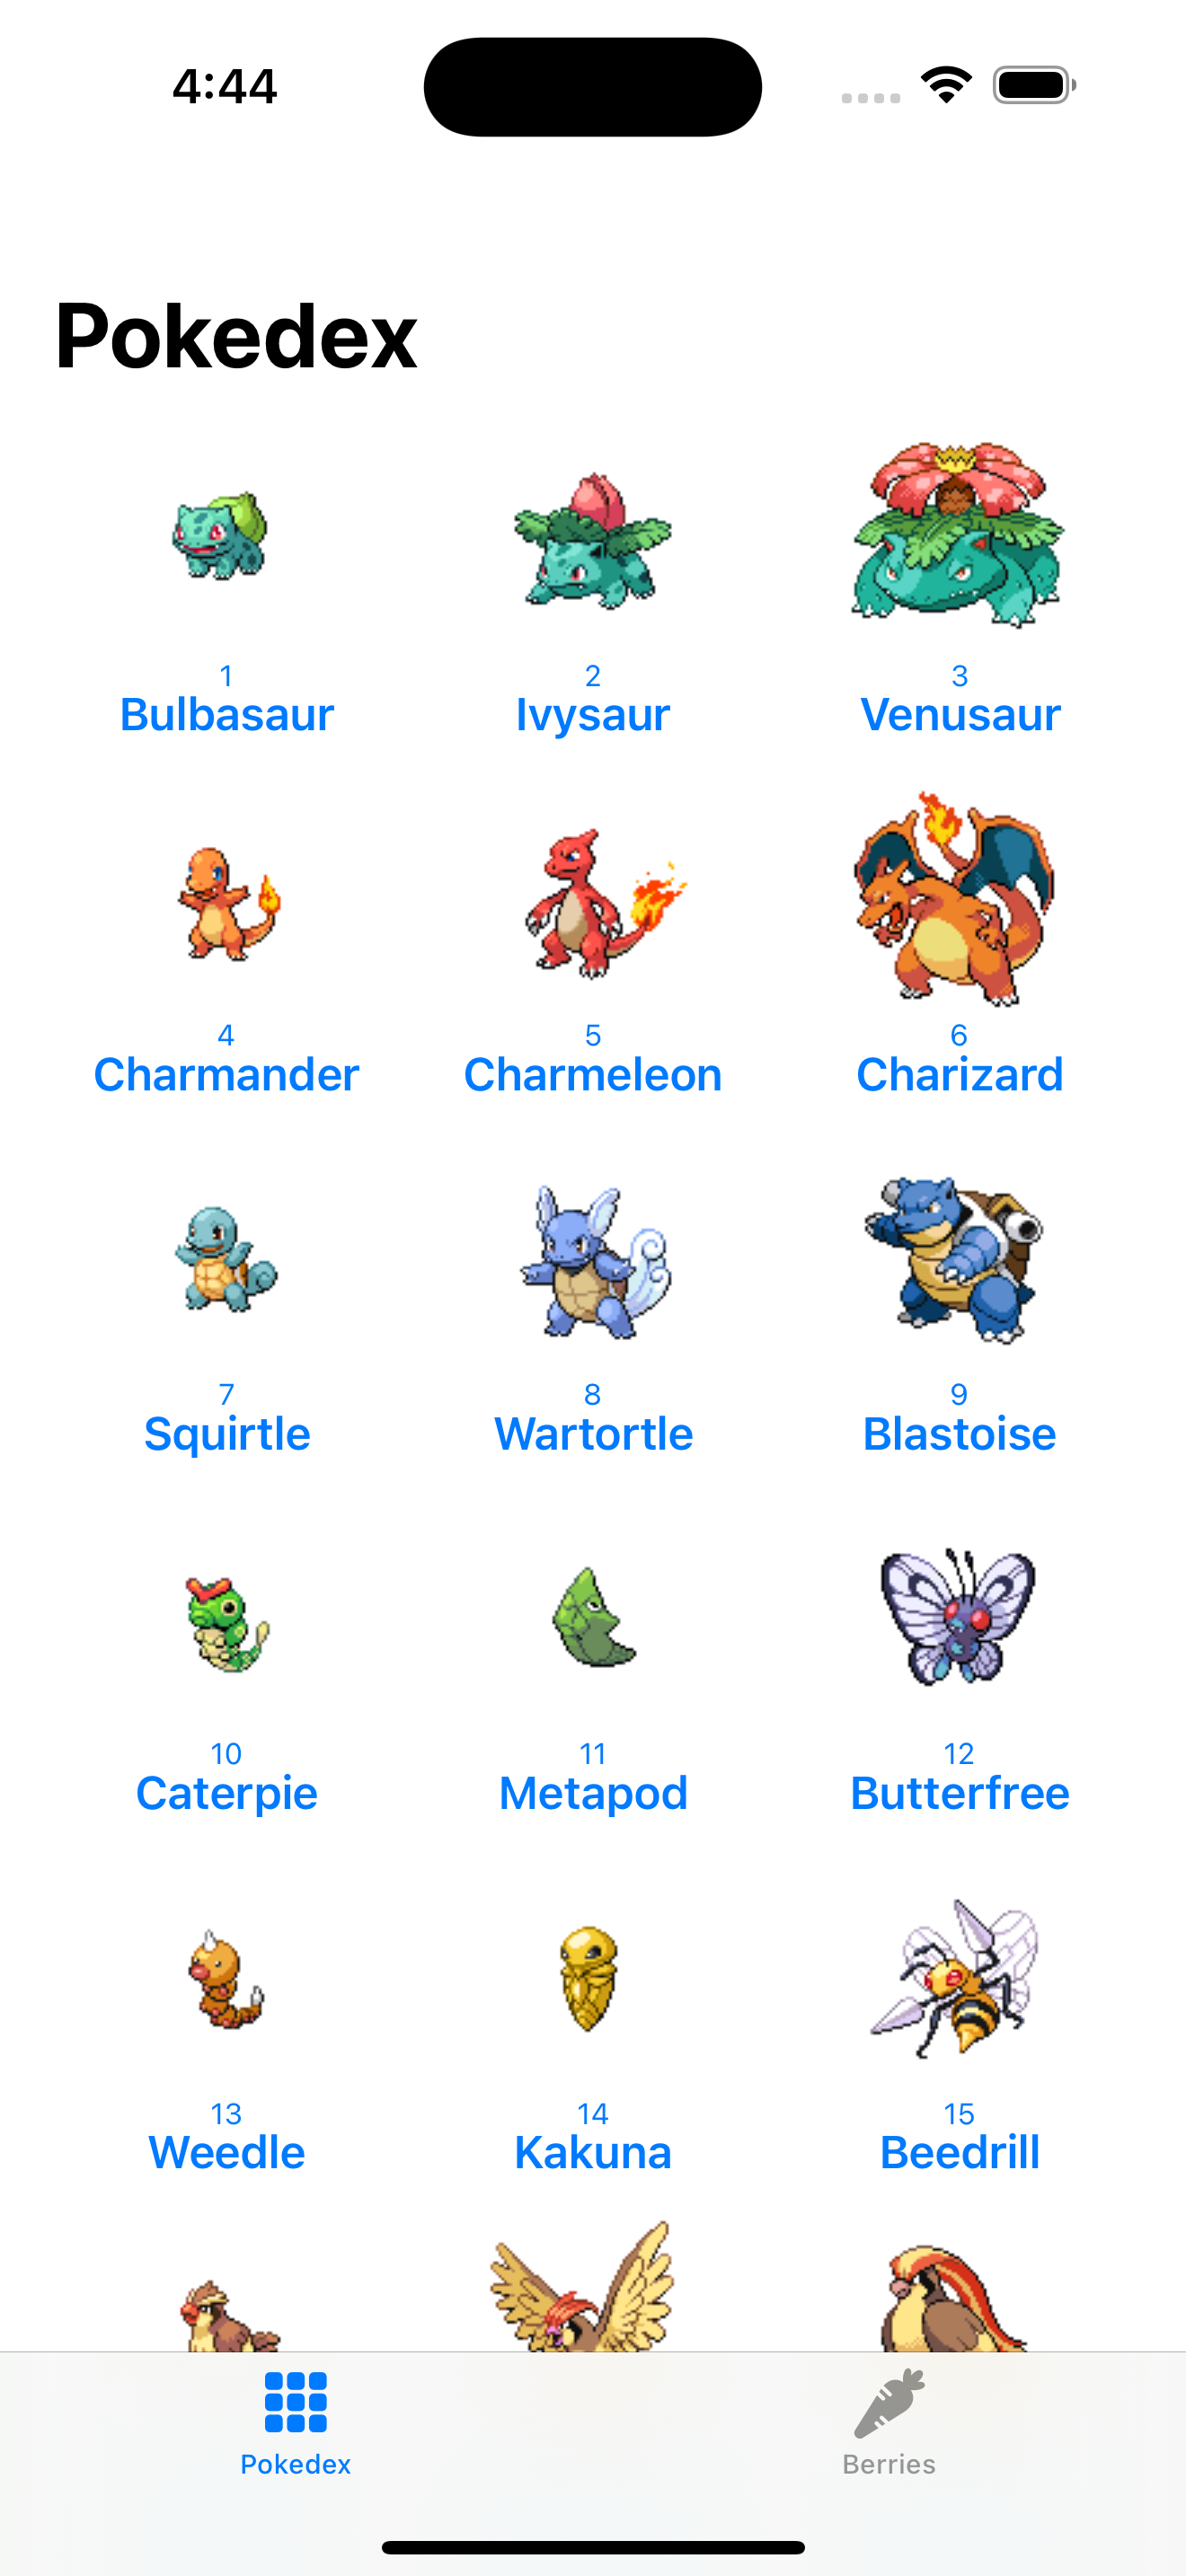 4:44
Pokedex
1 2 3
Bulbasaur Ivysaur Venusaur
4 5 6
Charmander Charmeleon Charizard
7 8 9
Squirtle Wartortle Blastoise
10 11 12
Caterpie Metapod Butterfree
13 14 15
Weedle Kakuna Beedrill
Pokedex Berries